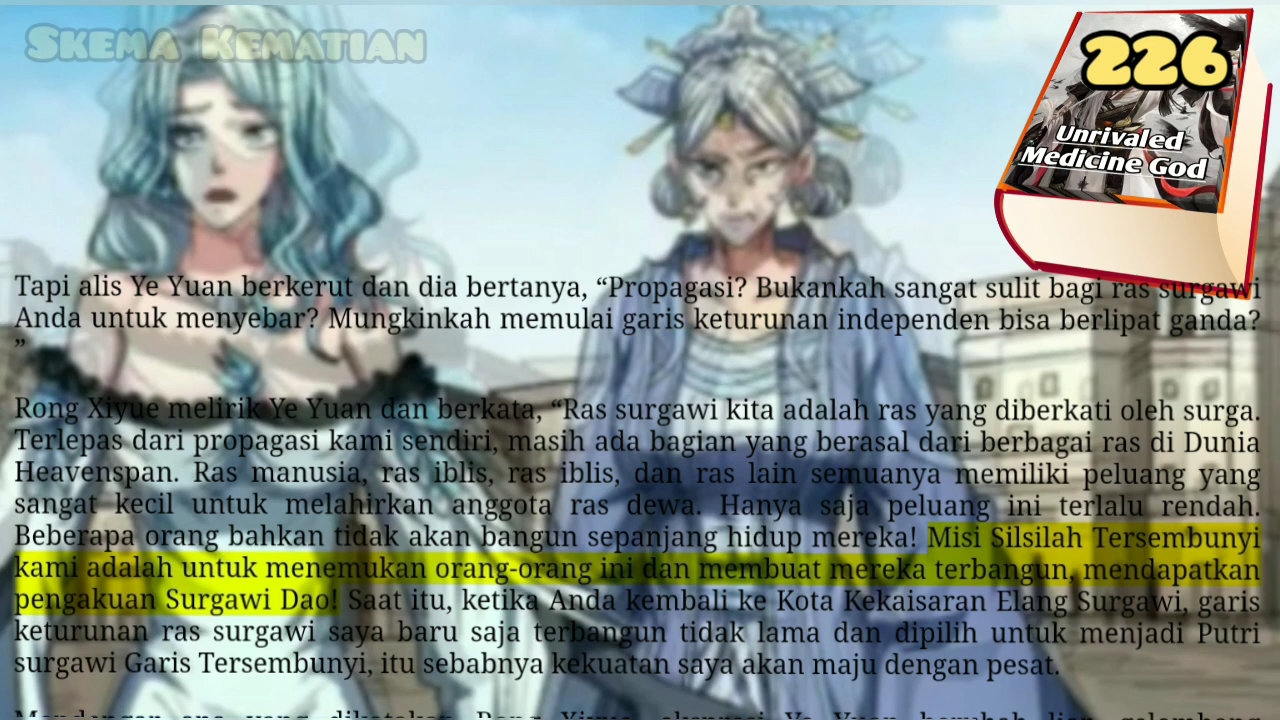 Skema Kematian
226
Unrivaled
Medicine God
Tapi alis Ye Yuan berkerut dan dia bertanya, “Propagasi? Bukankah sangat sulit bagi ras surgawi
Anda untuk menyebar? Mungkinkah memulai garis keturunan independen bisa berlipat ganda?
”
Rong Xiyue melirik Ye Yuan dan berkata, “Ras surgawi kita adalah ras yang diberkati oleh surga.
Terlepas dari propagasi kami sendiri, masih ada bagian yang berasal dari berbagai ras di Dunia
Heavenspan. Ras manusia, ras iblis, ras iblis, dan ras lain semuanya memiliki peluang yang
sangat kecil untuk melahirkan anggota ras dewa. Hanya saja peluang ini terlalu rendah.
Beberapa orang bahkan tidak akan bangun sepanjang hidup mereka! Misi Silsilah Tersembunyi
kami adalah untuk menemukan orang-orang ini dan membuat mereka terbangun, mendapatkan
pengakuan Surgawi Dao! Saat itu, ketika Anda kembali ke Kota Kekaisaran Elang Surgawi, garis
keturunan ras surgawi saya baru saja terbangun tidak lama dan dipilih untuk menjadi Putri
surgawi Garis Tersembunyi, itu sebabnya kekuatan saya akan maju dengan pesat.